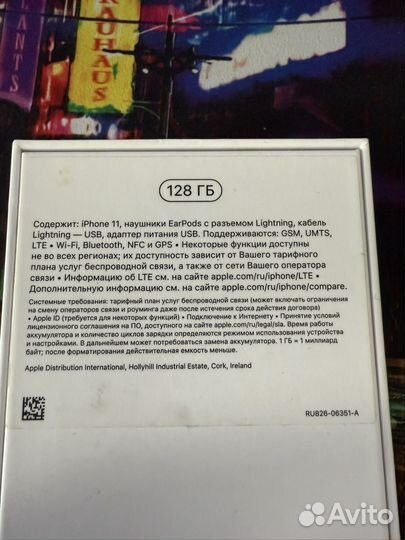 LANTS
KAUHAUS
128 ГБ
Содержит: iPhone 11, наушники EarPods с разъемом Lightning, кабель
Lightning — USB, адаптер питания USB. Поддерживаются: GSM, UMTS,
LTE • Wi-Fi, Bluetooth, NFC и GPS • Некоторые функции доступны
не во всех регионах; их доступность зависит от Вашего тарифного
плана услуг беспроводной связи, а также от сети Вашего оператора
связи • Информацию об LTE см. на сайте apple.com/ru/iphone/LTE •
Дополнительную информацию см. на сайте apple.com/ru/iphone/compare.
Системные требования: тарифный план услуг беспроводной связи (может включать ограничения
на смену операторов связи и роуминга даже после истечения срока действия договора)
• Apple ID (требуется для некоторых функций) • Подключение к Интернету • Принятие условий
лицензионного соглашения на ПО, доступного на сайте apple.com/ru/legal/sla. Время работы
аккумулятора и количество циклов зарядки определяются режимом использования устройства
и настройками. В дальнейшем может потребоваться замена аккумулятора. 1 ГБ = 1 миллиард
байт; после форматирования действительная емкость меньше.
Apple Distribution International, Hollyhill Industrial Estate, Cork, Ireland
RU826-06351-A
Avito